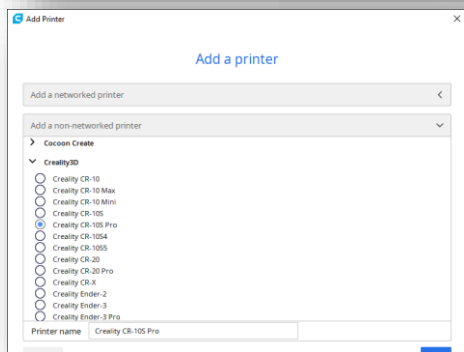 Add Printer
Add a printer
Add a networked printer
Add a non-networked printer
Cocoon Create
Creality3D
Creality CR-10
Creality CR-10 Max
Creality CR-10 Mini
Creality CR-10S
Creality CR-10S Pro
Creality CR-10S4
Creality CR-10S5
Creality CR-20
Creality CR-20 Pro
Creality CR-X
Creality Ender-2
Creality Ender-3
Creality Ender-3 Pro
Printer name Creality CR-10S Pro